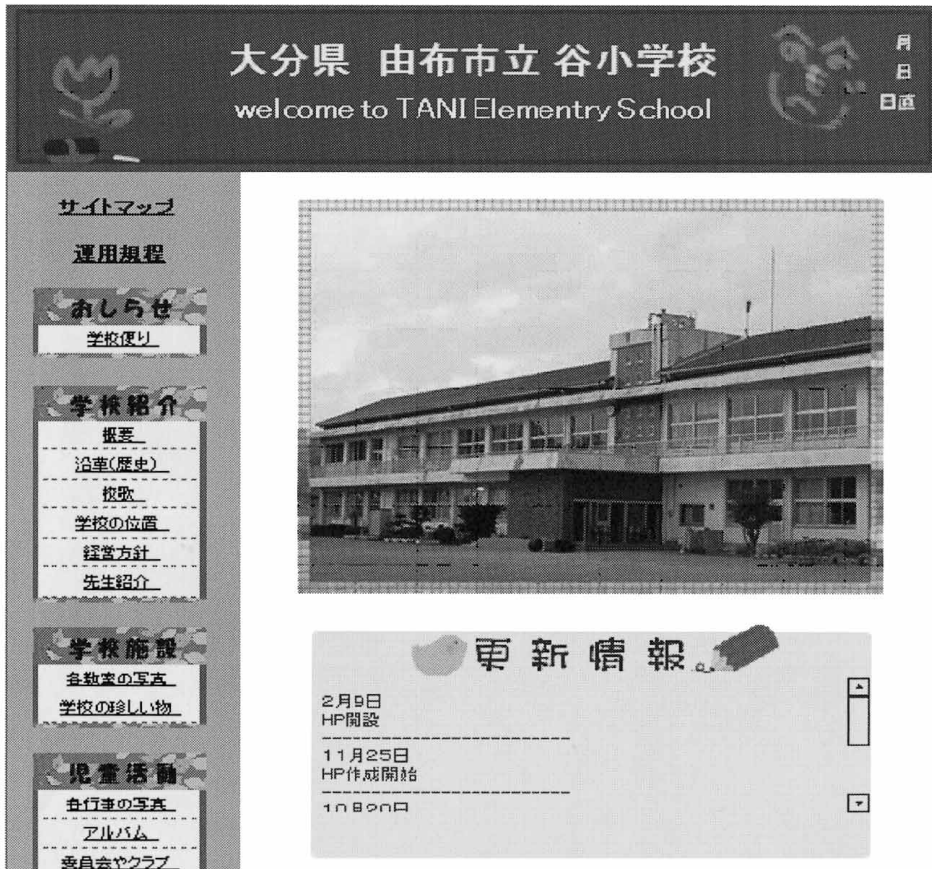 大分県 由布市立 谷小学校
welcome to TANI Elementry School
月
日
日直
サイトマップ
運用規程
おしらせ
学校便り
学校紹介
概要
沿革(歴史)
校歌
学校の位置
経営方針
先生紹介
学校施設
各教室の写真
学校の珍しい物
児童活動
各行事の写真
アルバム
委員会やクラブ
更新情報
2月9日
HP開設
------------------------------
11月25日
HP作成開始
------------------------------
10月20日